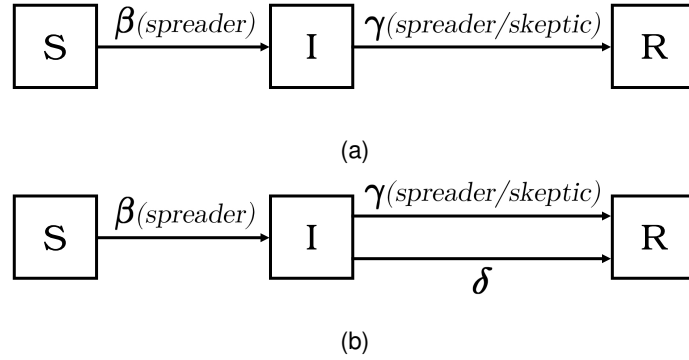 β(spreader) γ(spreader/skeptic)
S I R
(a)
β(spreader) γ(spreader/skeptic)
S I R
δ
(b)